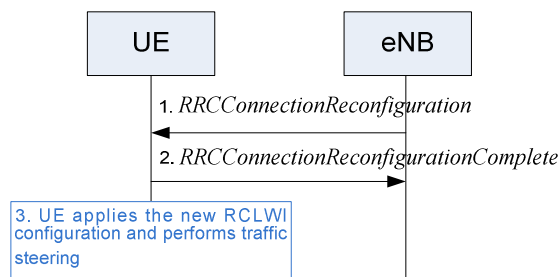 UE
eNB
1. RRCConnectionReconfiguration
2. RRCConnectionReconfigurationComplete
3. UE applies the new RCLWI
configuration and performs traffic
steering